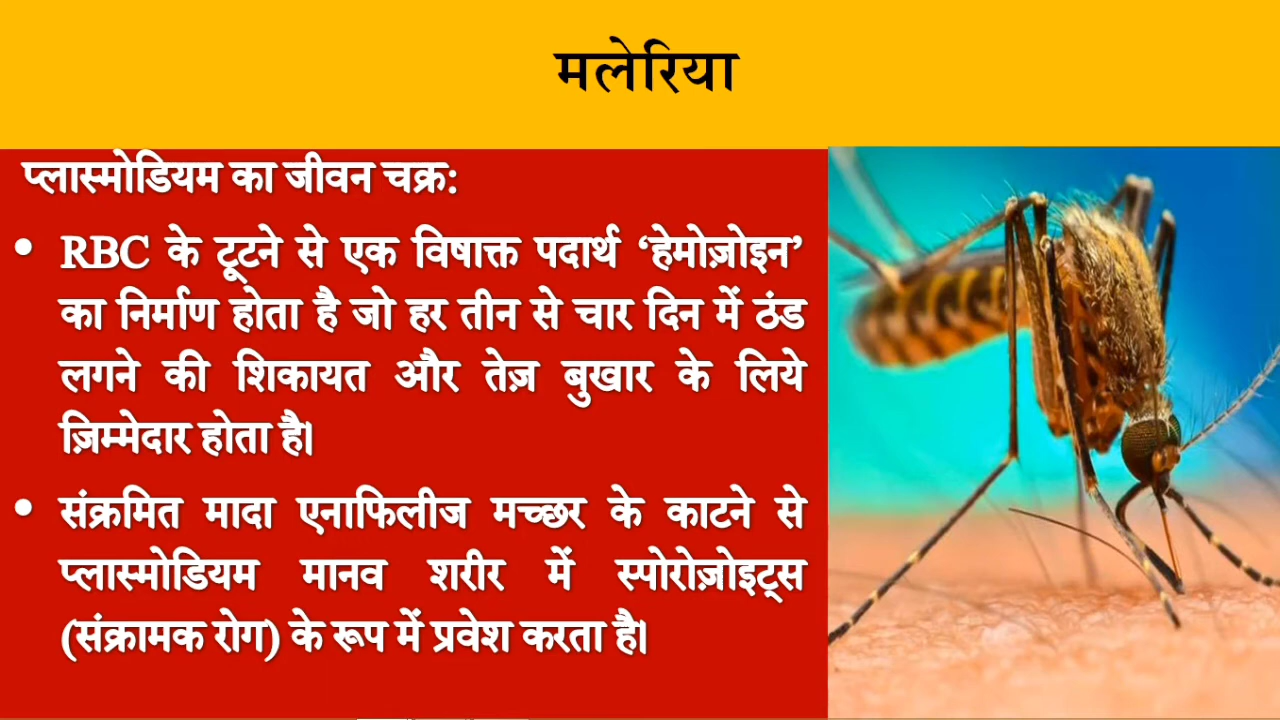 मलेरिया
प्लास्मोडियम का जीवन चक्र:
• RBC के टूटने से एक विषाक्त पदार्थ ‘हेमोज़ोइन’
का निर्माण होता है जो हर तीन से चार दिन में ठंड
लगने की शिकायत और तेज़ बुखार के लिये
ज़िम्मेदार होता है।
• संक्रमित मादा एनाफिलीज मच्छर के काटने से
प्लास्मोडियम मानव शरीर में स्पोरोज़ोइट्स
(संक्रामक रोग) के रूप में प्रवेश करता है।